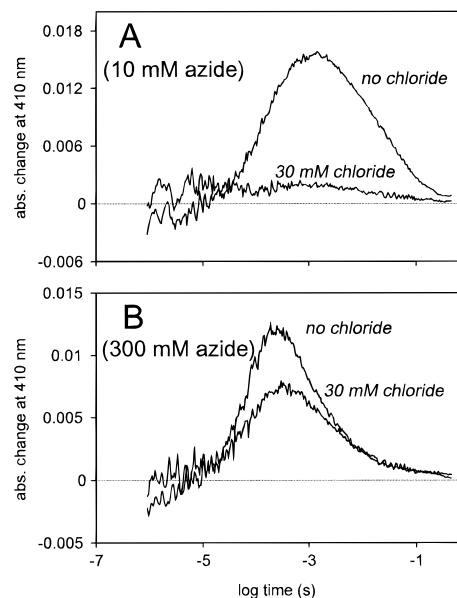 0.018
A
(10 mM azide)
0.012
no chloride
0.006
30 mM chloride
0
-0.006
abs. change at 410 nm
0.015
B
no chloride
(300 mM azide)
0.01
30 mM chloride
0.005
0
-0.005
abs. change at 410 nm
-7 -5 -3 -1
log time (s)